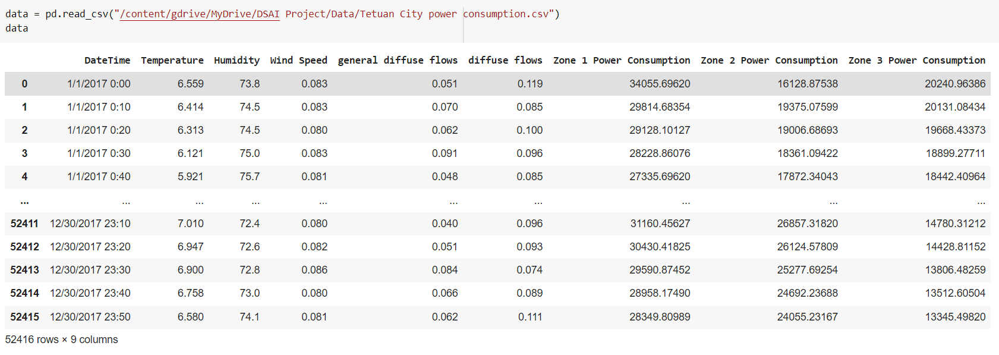 data = pd.read_csv("/content/gdrive/MyDrive/DSAI Project/Data/Tetuan City power consumption.csv")
data
DateTime Temperature Humidity Wind Speed general diffuse flows diffuse flows Zone 1 Power Consumption Zone 2 Power Consumption Zone 3 Power Consumption
0 1/1/2017 0:00 6.559 73.8 0.083 0.051 0.119 34055.69620 16128.87538 20240.96386
1 1/1/2017 0:10 6.414 74.5 0.083 0.070 0.085 29814.68354 19375.07599 20131.08434
2 1/1/2017 0:20 6.313 74.5 0.080 0.062 0.100 29128.10127 19006.68693 19668.43373
3 1/1/2017 0:30 6.121 75.0 0.083 0.091 0.096 28228.86076 18361.09422 18899.27711
4 1/1/2017 0:40 5.921 75.7 0.081 0.048 0.085 27335.69620 17872.34043 18442.40964
... ... ... ... ... ... ... ... ... ...
52411 12/30/2017 23:10 7.010 72.4 0.080 0.040 0.096 31160.45627 26857.31820 14780.31212
52412 12/30/2017 23:20 6.947 72.6 0.082 0.051 0.093 30430.41825 26124.57809 14428.81152
52413 12/30/2017 23:30 6.900 72.8 0.086 0.084 0.074 29590.87452 25277.69254 13806.48259
52414 12/30/2017 23:40 6.758 73.0 0.080 0.066 0.089 28958.17490 24692.23688 13512.60504
52415 12/30/2017 23:50 6.580 74.1 0.081 0.062 0.111 28349.80989 24055.23167 13345.49820
52416 rows × 9 columns